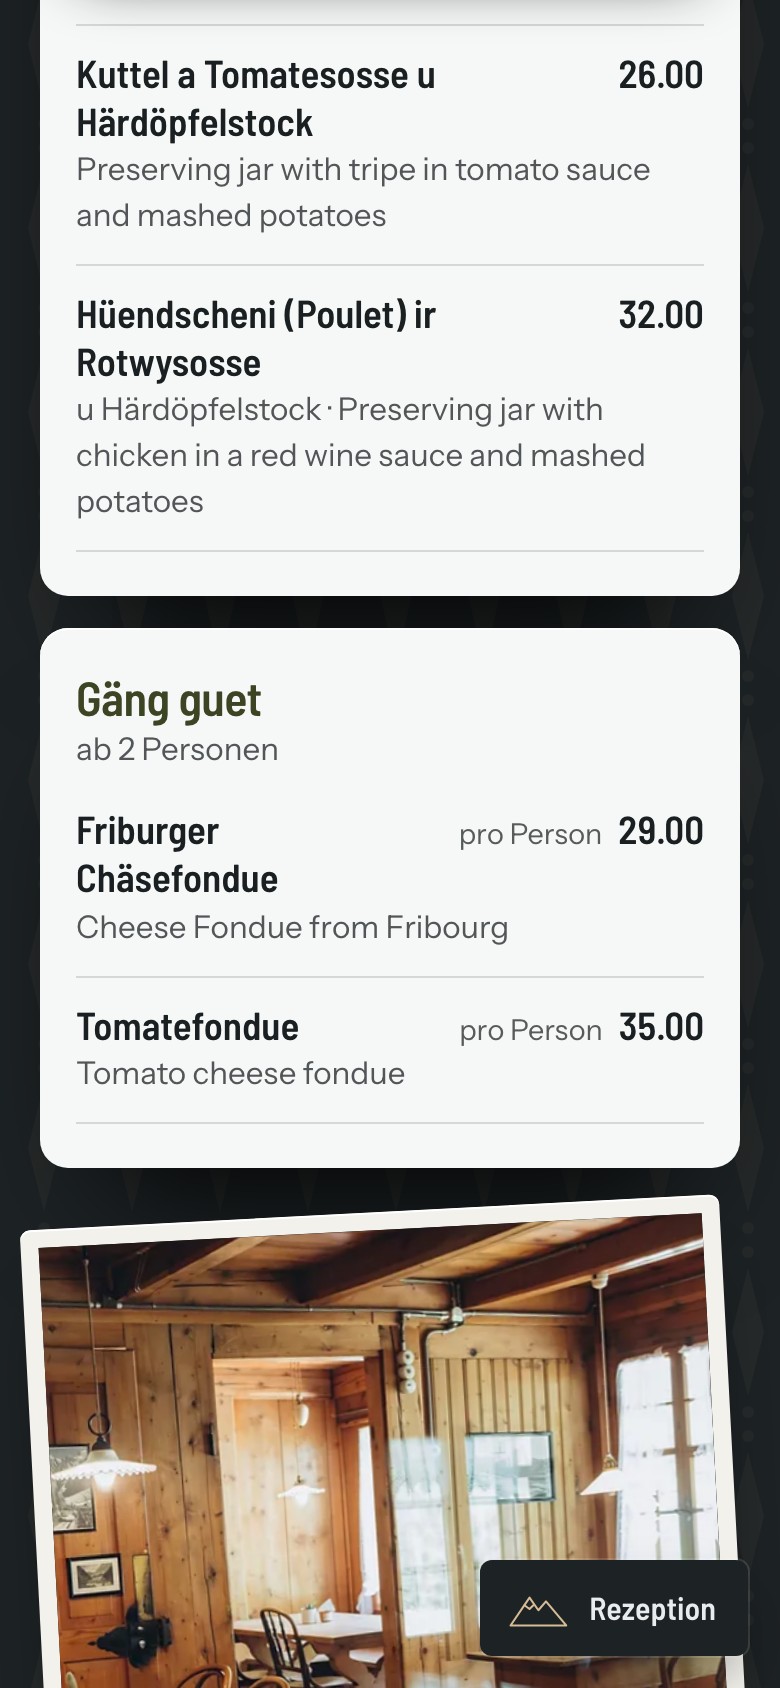 Kuttel a Tomatesosse u 26.00
Härdöpfelstock
Preserving jar with tripe in tomato sauce
and mashed potatoes
Hüendscheni (Poulet) ir 32.00
Rotwysosse
u Härdöpfelstock · Preserving jar with
chicken in a red wine sauce and mashed
potatoes
Gäng guet
ab 2 Personen
Friburger pro Person 29.00
Chäsefondue
Cheese Fondue from Fribourg
Tomatefondue pro Person 35.00
Tomato cheese fondue
Rezeption